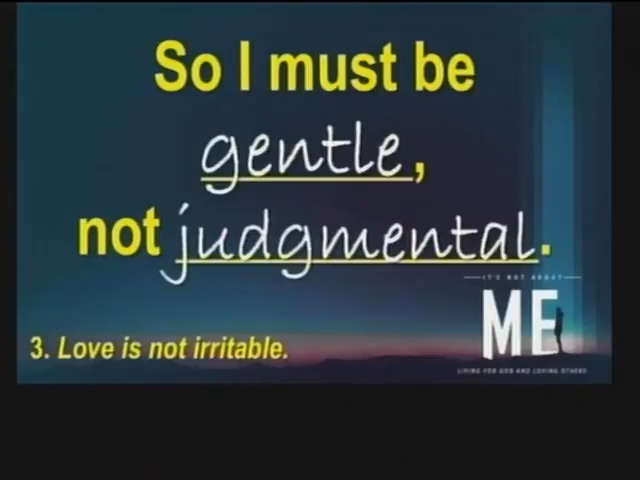 So I must be
gentle,
not judgmental.
IT'S NOT ABOUT
ME
LIVING FOR GOD AND LOVING OTHERS
3. Love is not irritable.